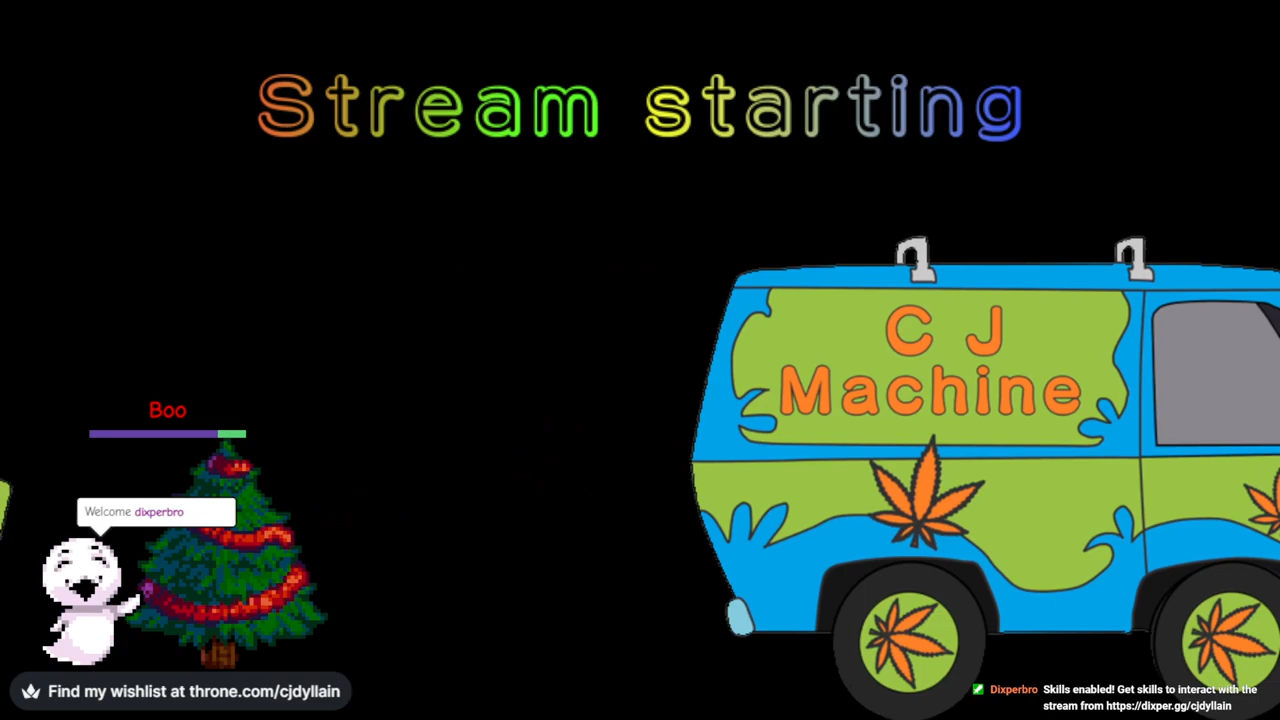 Stream starting
C J
Machine
Boo
Welcome dixperbro
Find my wishlist at throne.com/cjdyllain
Dixperbro Skills enabled! Get skills to interact with the
stream from https://dixper.gg/cjdyllain